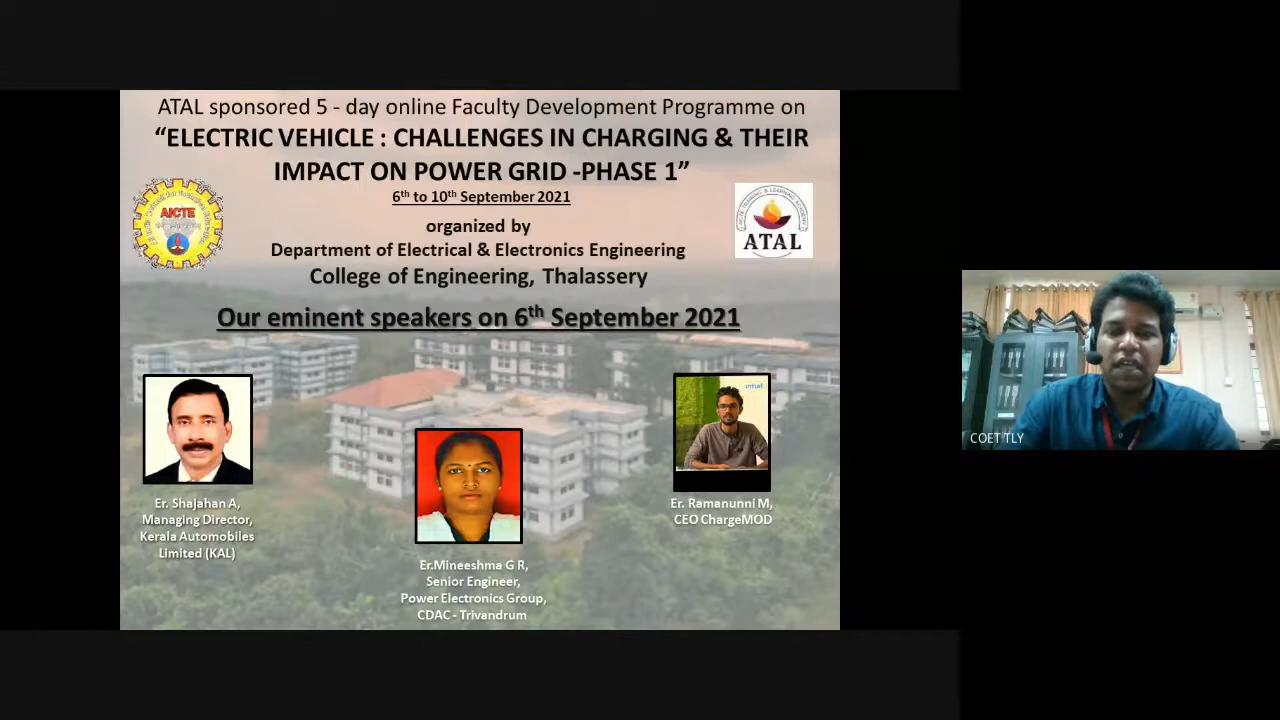 ATAL sponsored 5 - day online Faculty Development Programme on
“ELECTRIC VEHICLE : CHALLENGES IN CHARGING & THEIR
IMPACT ON POWER GRID -PHASE 1”
6th to 10th September 2021
organized by
Department of Electrical & Electronics Engineering
College of Engineering, Thalassery
AICTE
ATAL
Our eminent speakers on 6th September 2021
intuit
Er. Shajahan A,
Managing Director,
Kerala Automobiles
Limited (KAL)
Er.Mineeshma G R,
Senior Engineer,
Power Electronics Group,
CDAC - Trivandrum
Er. Ramanunni M,
CEO ChargeMOD
COET TLY